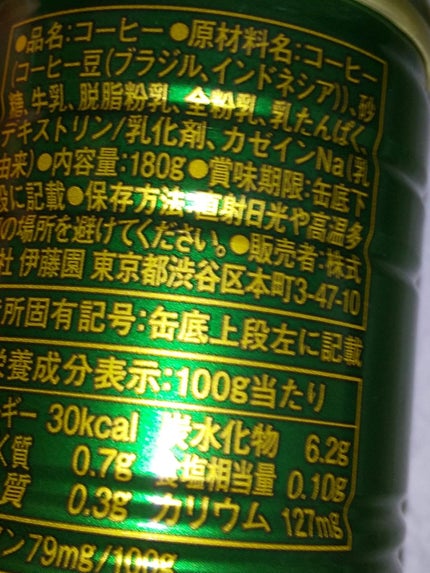 ●品名:コーヒー●原材料名:コーヒー
(コーヒー豆(ブラジル、インドネシア))、砂
糖、牛乳、脱脂粉乳、全粉乳、乳たんぱく、
デキストリン/乳化剤、カゼインNa(乳
由来)●内容量:180g●賞味期限:缶底下
段に記載●保存方法:直射日光や高温多
の場所を避けてください。●販売者:株式
社 伊藤園 東京都渋谷区本町3-47-10
所固有記号:缶底上段左に記載
栄養成分表示:100g当たり
ギー 30kcal 炭水化物 6.2g
く質 0.7g 食塩相当量 0.10g
質 0.3g カリウム 127mg
イン79mg/100g